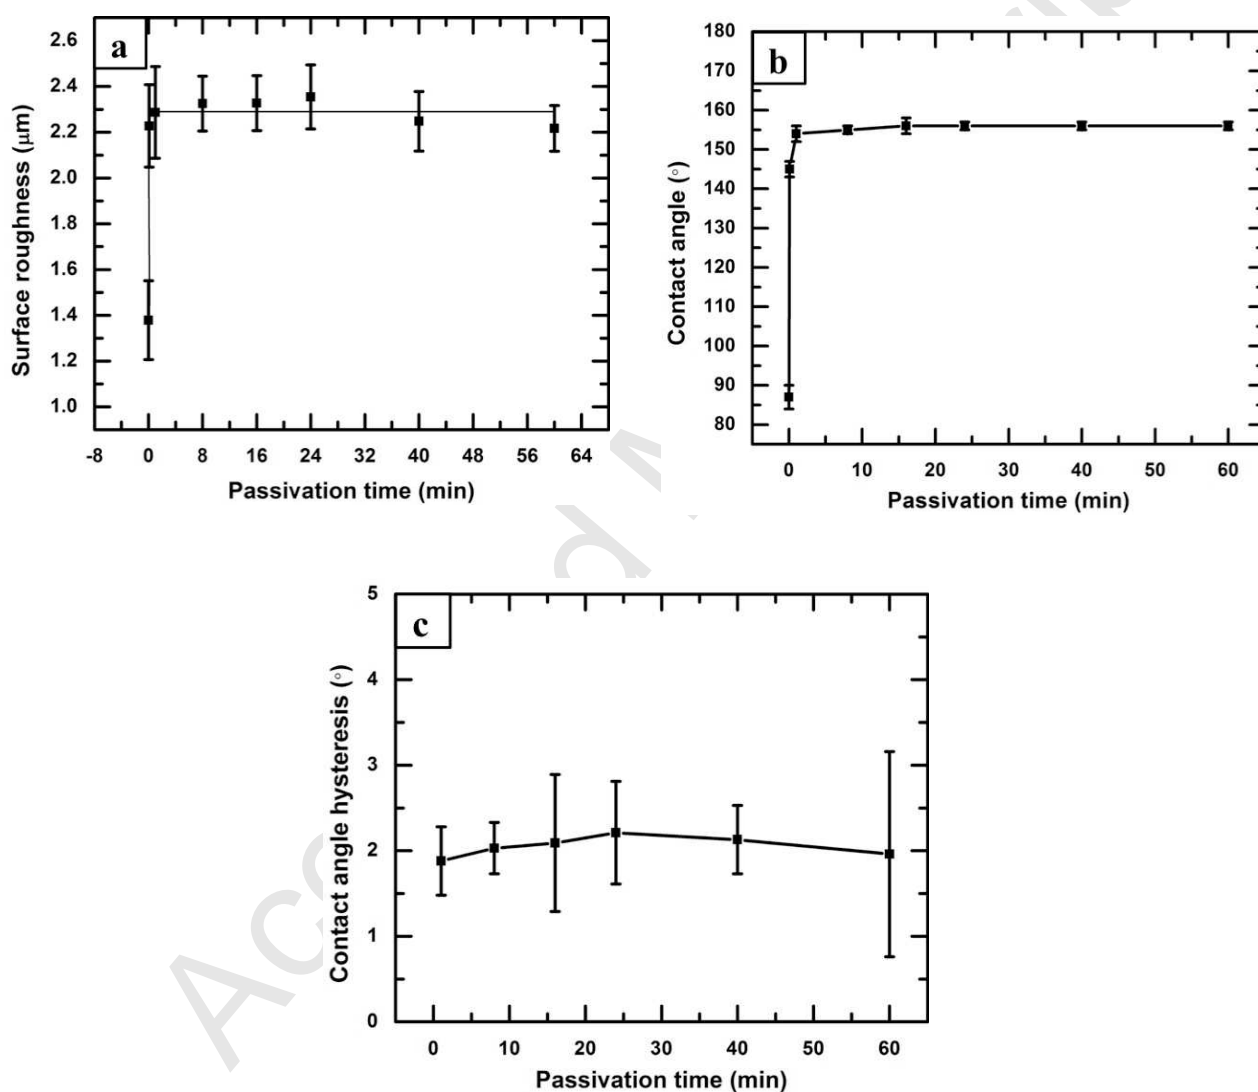 a
2.6
2.4
2.2
2.0
1.8
1.6
1.4
1.2
1.0
Surface roughness (μm)
-8 0 8 16 24 32 40 48 56 64
Passivation time (min)
b
180
170
160
150
140
130
120
110
100
90
80
Contact angle (°)
0 10 20 30 40 50 60
Passivation time (min)
c
5
4
3
2
1
0
Contact angle hysteresis (°)
0 10 20 30 40 50 60
Passivation time (min)